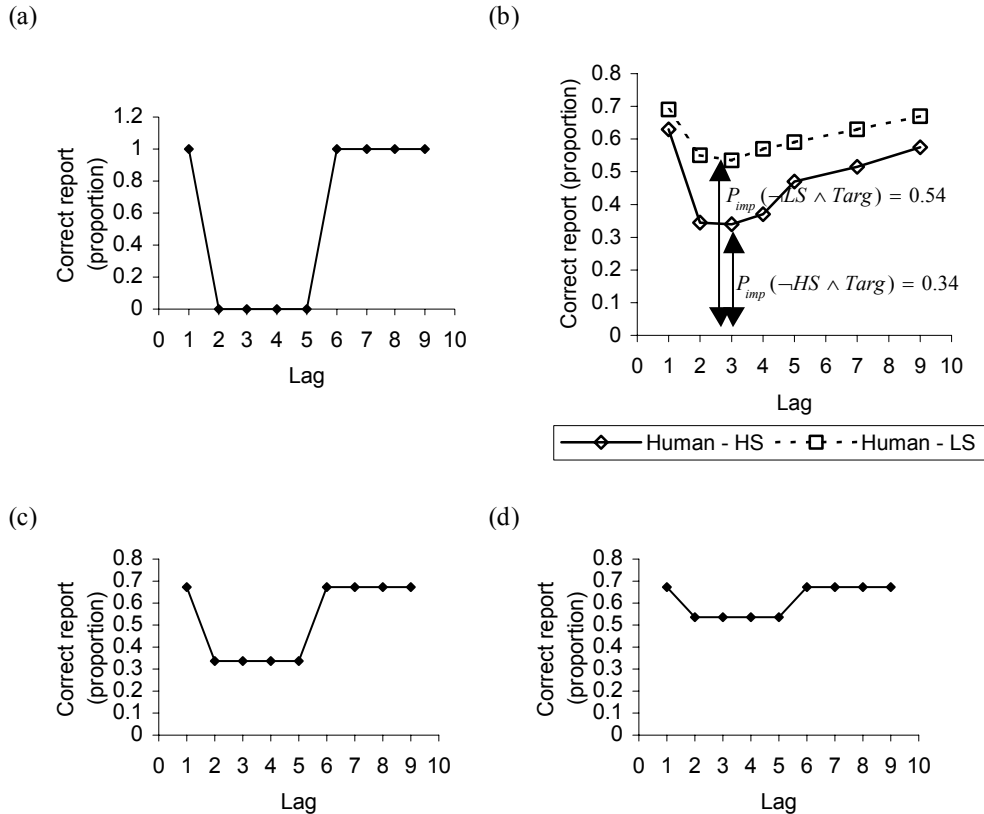 (a)
(b)
Correct report
(proportion)
1.2
1
0.8
0.6
0.4
0.2
0
0 1 2 3 4 5 6 7 8 9 10
Lag
Correct report (proportion)
0.8
0.7
0.6
0.5
0.4
0.3
0.2
0.1
0
P_imp (¬LS ∧ Targ) = 0.54
P_imp (¬HS ∧ Targ) = 0.34
0 1 2 3 4 5 6 7 8 9 10
Lag
Human - HS Human - LS
(c)
(d)
Correct report
(proportion)
0.8
0.7
0.6
0.5
0.4
0.3
0.2
0.1
0
0 1 2 3 4 5 6 7 8 9 10
Lag
Correct report
(proportion)
0.8
0.7
0.6
0.5
0.4
0.3
0.2
0.1
0
0 1 2 3 4 5 6 7 8 9 10
Lag